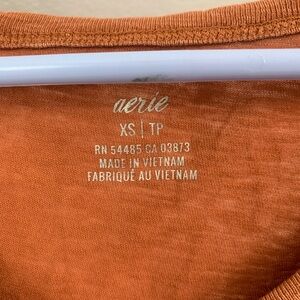 aerie
XS | TP
RN 54485 CA 03873
MADE IN VIETNAM
FABRIQUÉ AU VIETNAM